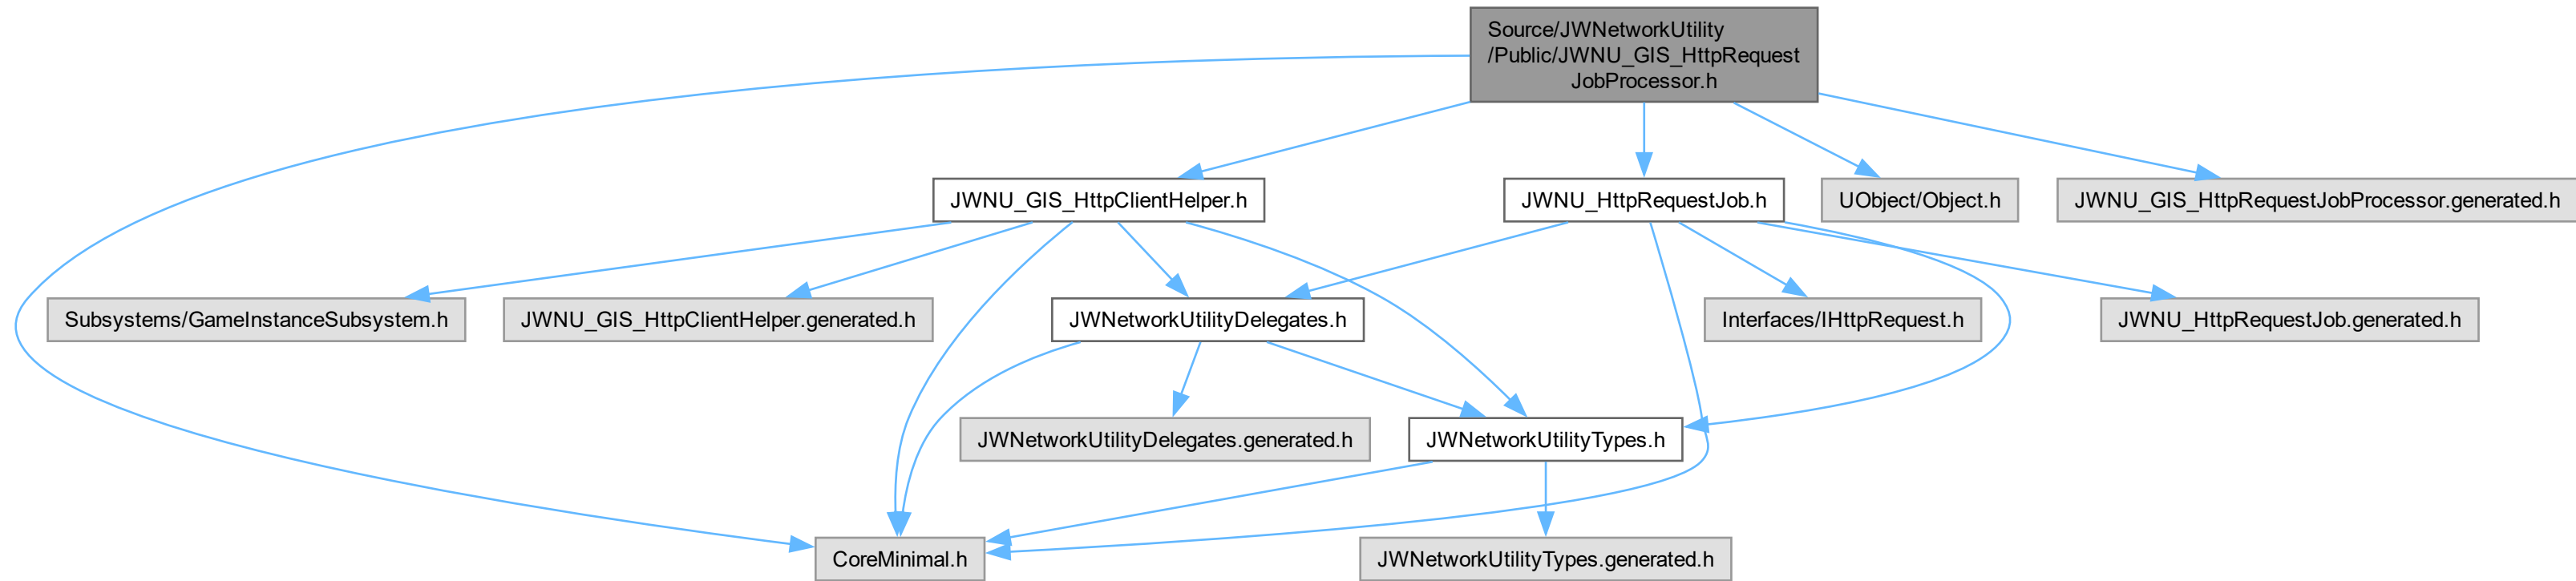 Source/JWNetworkUtility
/Public/JWNU_GIS_HttpRequest
JobProcessor.h
JWNU_GIS_HttpClientHelper.h
JWNU_HttpRequestJob.h
UObject/Object.h
JWNU_GIS_HttpRequestJobProcessor.generated.h
Subsystems/GameInstanceSubsystem.h
JWNU_GIS_HttpClientHelper.generated.h
JWNetworkUtilityDelegates.h
Interfaces/IHttpRequest.h
JWNU_HttpRequestJob.generated.h
JWNetworkUtilityDelegates.generated.h
JWNetworkUtilityTypes.h
CoreMinimal.h
JWNetworkUtilityTypes.generated.h